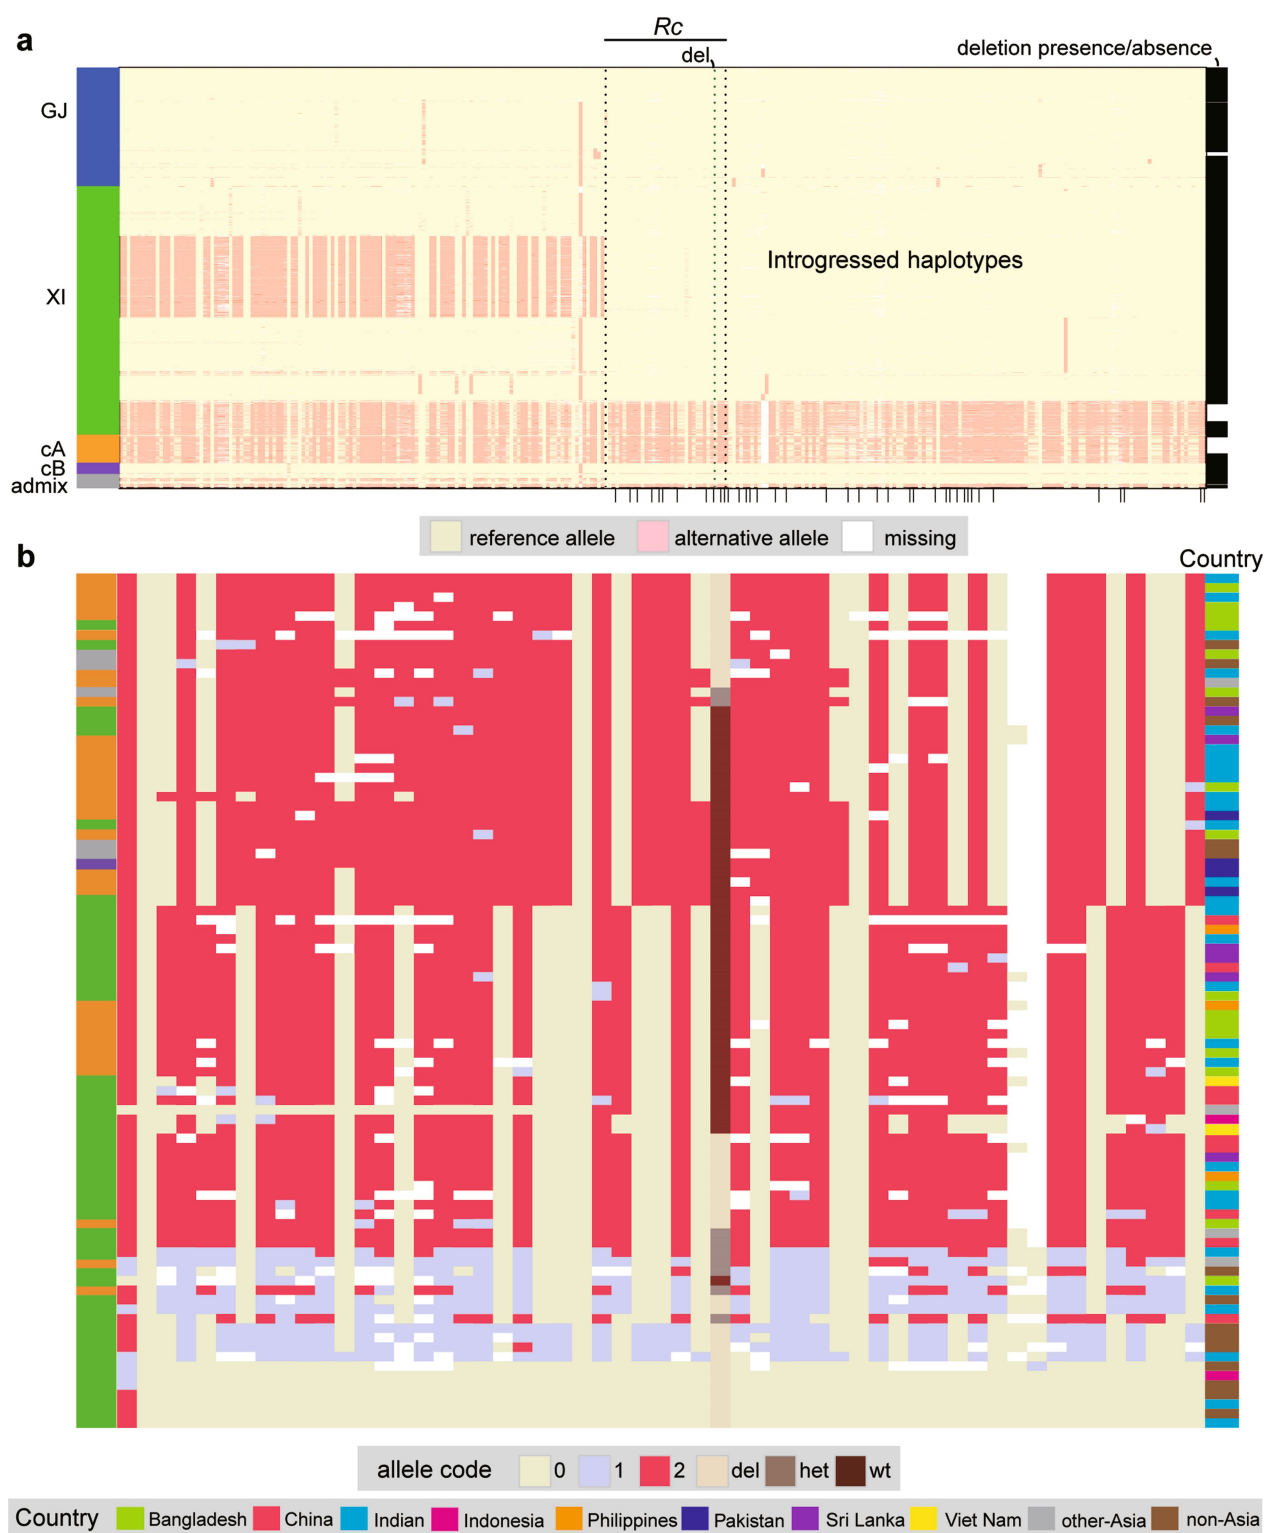 a
Rc
del
deletion presence/absence
GJ
XI
Introgressed haplotypes
cA
cB
admix
reference allele
alternative allele
missing
b
Country
allele code
0
1
2
del
het
wt
Country
Bangladesh
China
Indian
Indonesia
Philippines
Pakistan
Sri Lanka
Viet Nam
other-Asia
non-Asia